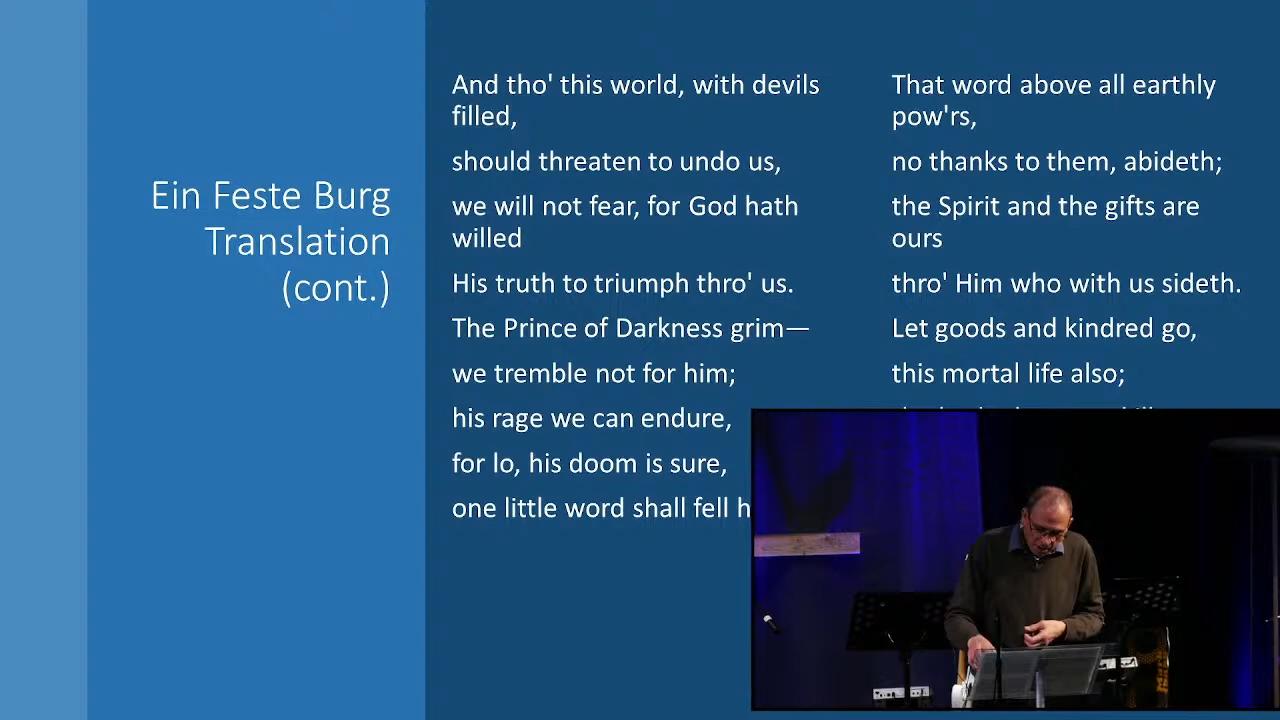 Ein Feste Burg
Translation
(cont.)
And tho' this world, with devils
filled,
should threaten to undo us,
we will not fear, for God hath
willed
His truth to triumph thro' us.
The Prince of Darkness grim—
we tremble not for him;
his rage we can endure,
for lo, his doom is sure,
one little word shall fell
That word above all earthly
pow'rs,
no thanks to them, abideth;
the Spirit and the gifts are
ours
thro' Him who with us sideth.
Let goods and kindred go,
this mortal life also;